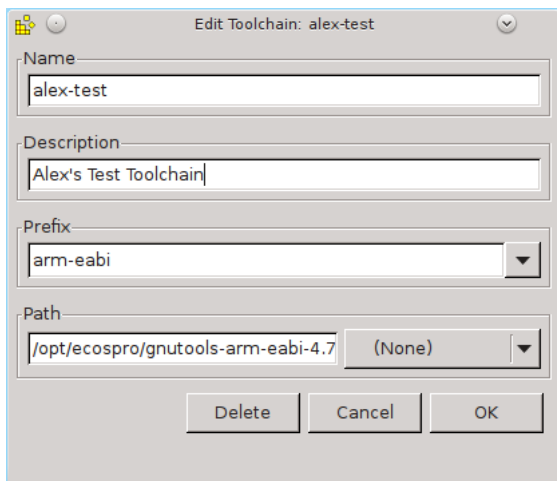 Edit Toolchain: alex-test
Name
alex-test
Description
Alex's Test Toolchain
Prefix
arm-eabi
Path
/opt/ecospro/gnutools-arm-eabi-4.7 (None)
Delete Cancel OK